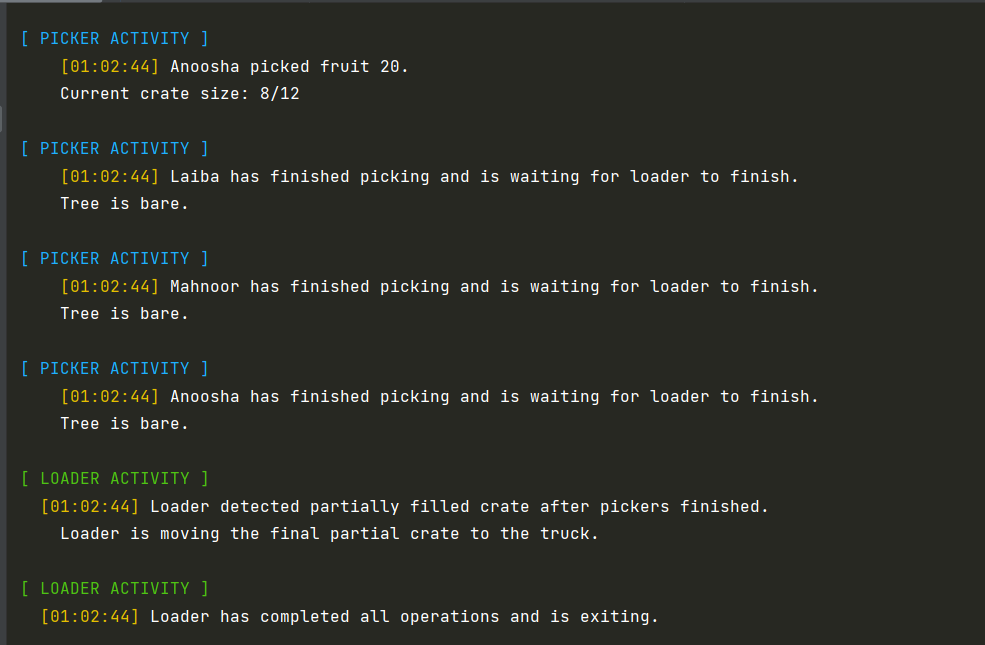 [ PICKER ACTIVITY ]
[01:02:44] Anoosha picked fruit 20.
Current crate size: 8/12
[ PICKER ACTIVITY ]
[01:02:44] Laiba has finished picking and is waiting for loader to finish.
Tree is bare.
[ PICKER ACTIVITY ]
[01:02:44] Mahnoor has finished picking and is waiting for loader to finish.
Tree is bare.
[ PICKER ACTIVITY ]
[01:02:44] Anoosha has finished picking and is waiting for loader to finish.
Tree is bare.
[ LOADER ACTIVITY ]
[01:02:44] Loader detected partially filled crate after pickers finished.
Loader is moving the final partial crate to the truck.
[ LOADER ACTIVITY ]
[01:02:44] Loader has completed all operations and is exiting.